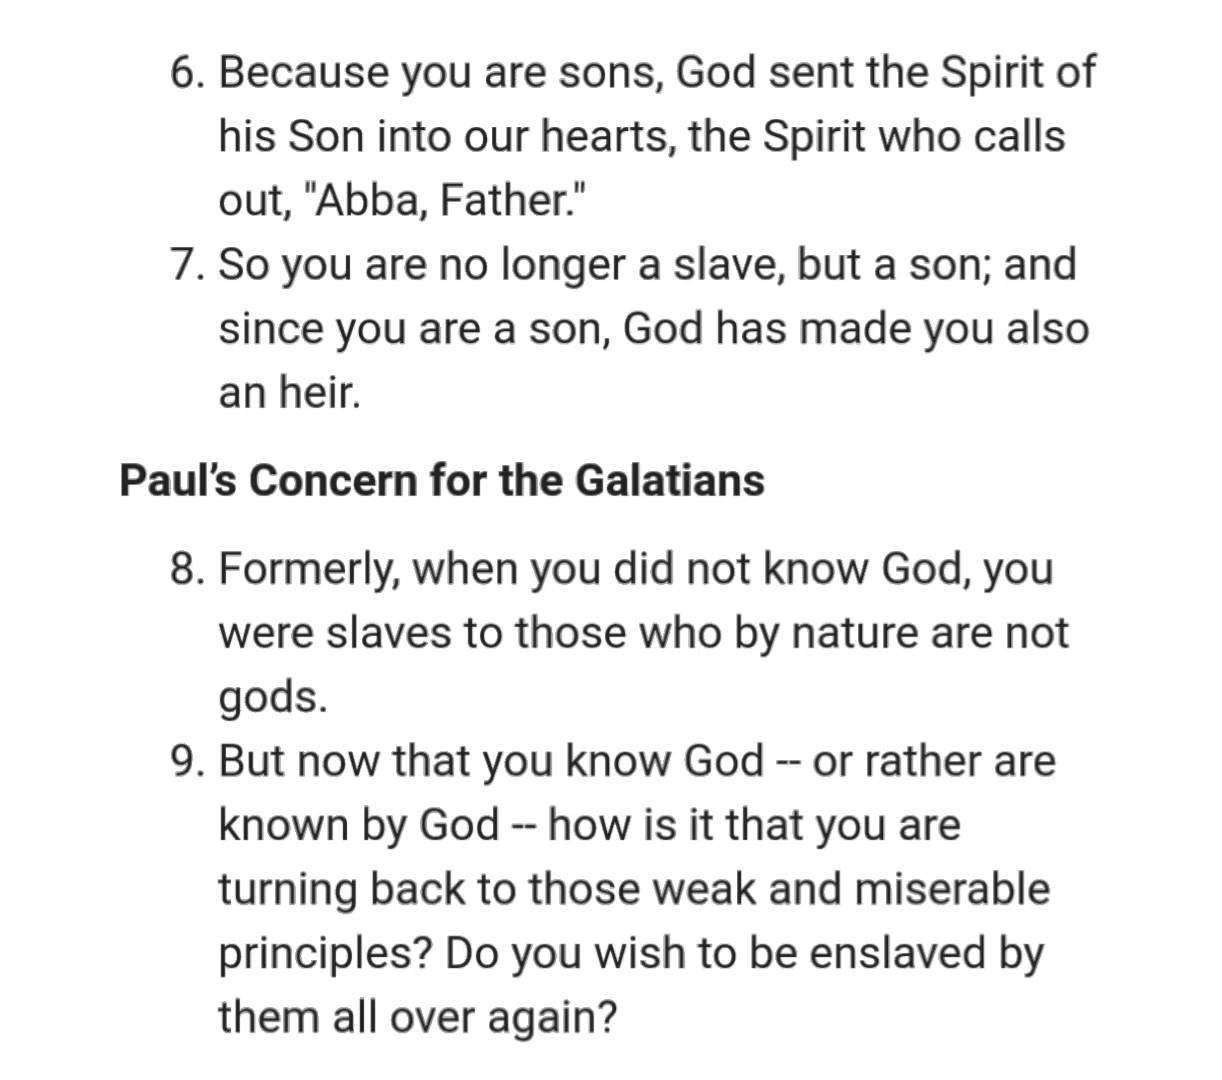 6. Because you are sons, God sent the Spirit of
his Son into our hearts, the Spirit who calls
out, "Abba, Father."
7. So you are no longer a slave, but a son; and
since you are a son, God has made you also
an heir.
Paul’s Concern for the Galatians
8. Formerly, when you did not know God, you
were slaves to those who by nature are not
gods.
9. But now that you know God -- or rather are
known by God -- how is it that you are
turning back to those weak and miserable
principles? Do you wish to be enslaved by
them all over again?